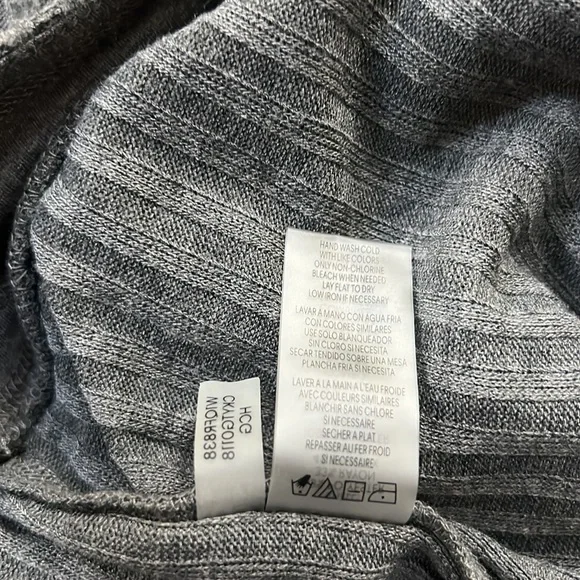 HAND WASH COLD
WITH LIKE COLORS
ONLY NON-CHLORINE
BLEACH WHEN NEEDED
LAY FLAT TO DRY
LOW IRON IF NECESSARY
LAVAR A MANO CON AGUA FRIA
CON COLORES SIMILARES
USE SOLO BLANQUEADOR
SIN CLORO SI NECESITA
SECAR TENDIDO SOBRE UNA MESA
PLANCHA FRIA SI NECESITA
LAVER A LA MAIN A L'EAU FROIDE
AVEC COULEURS SIMILAIRES
BLANCHIR SANS CHLORE
SI NECESSAIRE
SECHER A PLAT
REPASSER AU FER FROID
SI NECESSAIRE
HCG
CKYLG0118